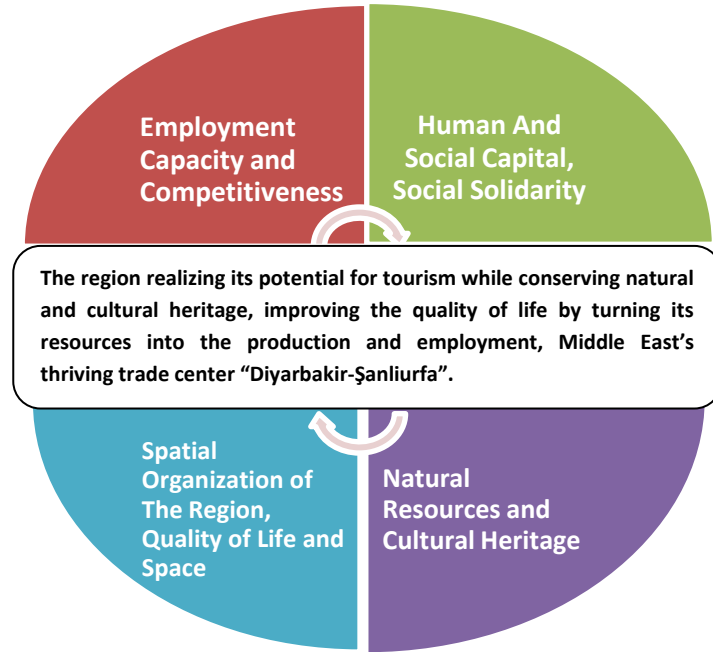 Employment
Capacity and
Competitiveness
Human And
Social Capital,
Social Solidarity
The region realizing its potential for tourism while conserving natural
and cultural heritage, improving the quality of life by turning its
resources into the production and employment, Middle East’s
thriving trade center “Diyarbakir-Şanliurfa”.
Spatial
Organization of
The Region,
Quality of Life and
Space
Natural
Resources and
Cultural Heritage